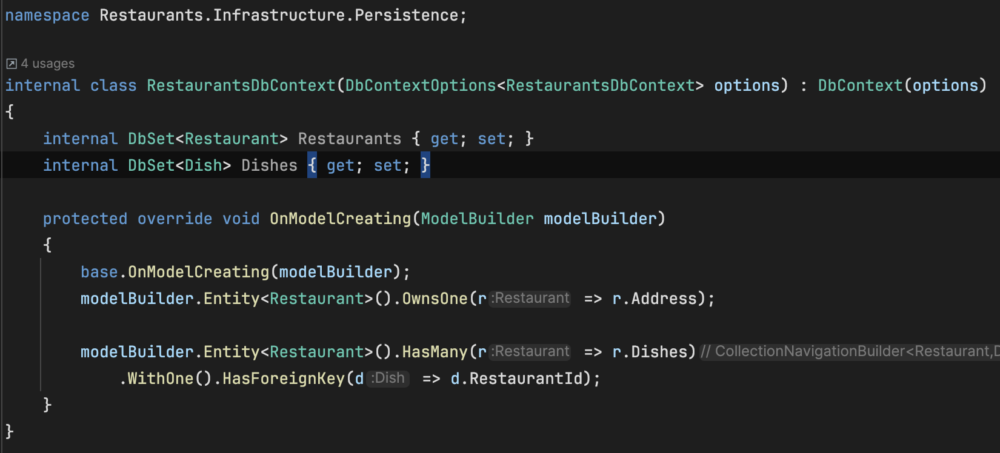 namespace Restaurants.Infrastructure.Persistence;
4 usages
internal class RestaurantsDbContext(DbContextOptions<RestaurantsDbContext> options) : DbContext(options)
{
internal DbSet<Restaurant> Restaurants { get; set; }
internal DbSet<Dish> Dishes { get; set; }
protected override void OnModelCreating(ModelBuilder modelBuilder)
{
base.OnModelCreating(modelBuilder);
modelBuilder.Entity<Restaurant>().OwnsOne(r :Restaurant => r.Address);
modelBuilder.Entity<Restaurant>().HasMany(r :Restaurant => r.Dishes) // CollectionNavigationBuilder<Restaurant,D
.WithOne().HasForeignKey(d :Dish => d.RestaurantId);
}
}